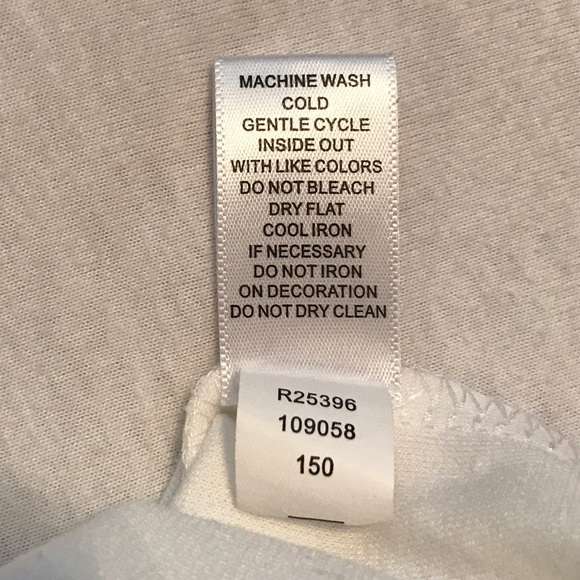 MACHINE WASH
COLD
GENTLE CYCLE
INSIDE OUT
WITH LIKE COLORS
DO NOT BLEACH
DRY FLAT
COOL IRON
IF NECESSARY
DO NOT IRON
ON DECORATION
DO NOT DRY CLEAN
R25396
109058
150